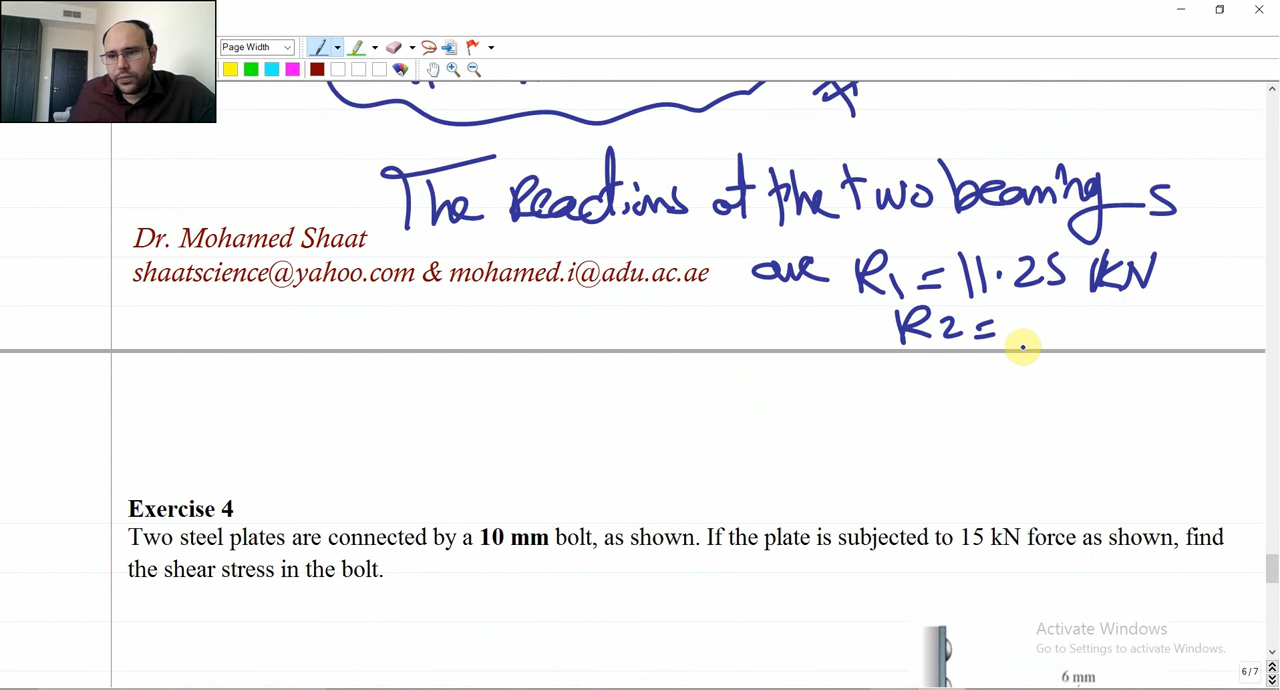 Page Width
The Reactions at the two beamings
Dr. Mohamed Shaat
shaatscience@yahoo.com & mohamed.i@adu.ac.ae
are R1 = 11.25 kN
R2 =
Exercise 4
Two steel plates are connected by a 10 mm bolt, as shown. If the plate is subjected to 15 kN force as shown, find
the shear stress in the bolt.
Activate Windows
Go to Settings to activate Windows.
6/7
6 mm